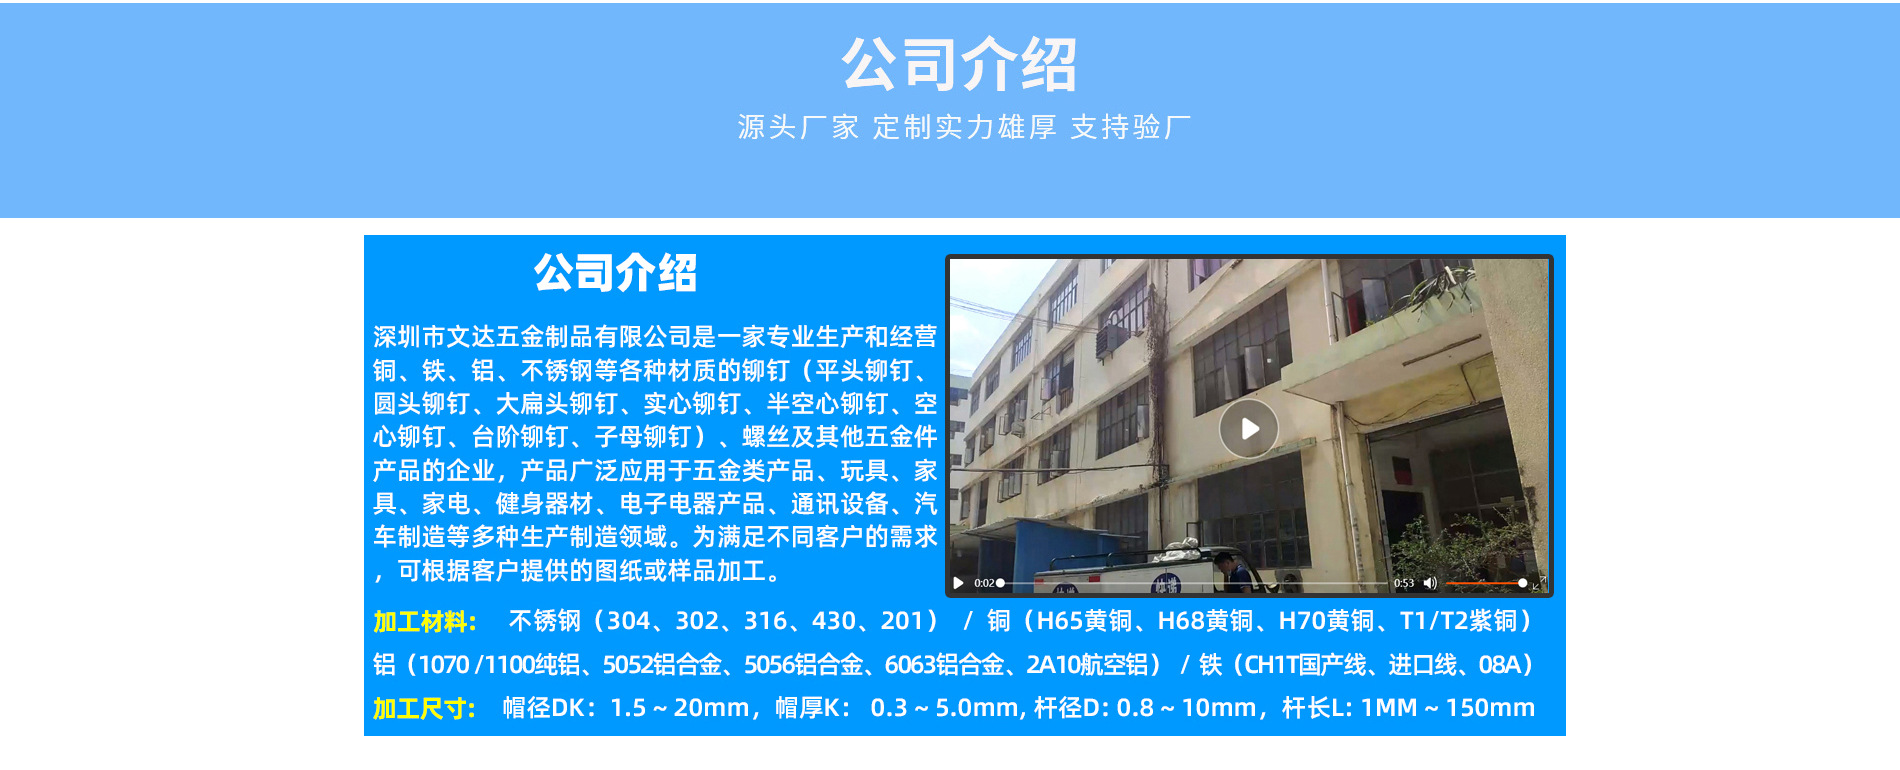 公司介绍
源头厂家 定制实力雄厚 支持验厂
公司介绍
深圳市文达五金制品有限公司是一家专业生产和经营
铜、铁、铝、不锈钢等各种材质的铆钉（平头铆钉、
圆头铆钉、大扁头铆钉、实心铆钉、半空心铆钉、空
心铆钉、台阶铆钉、子母铆钉）、螺丝及其他五金件
产品的企业，产品广泛应用于五金类产品、玩具、家
具、家电、健身器材、电子电器产品、通讯设备、汽
车制造等多种生产制造领域。为满足不同客户的需求
，可根据客户提供的图纸或样品加工。
0:02 0:53
加工材料： 不锈钢（304、302、316、430、201） / 铜（H65黄铜、H68黄铜、H70黄铜、T1/T2紫铜）
铝（1070 /1100纯铝、5052铝合金、5056铝合金、6063铝合金、2A10航空铝） / 铁（CH1T国产线、进口线、08A）
加工尺寸: 帽径DK：1.5 ~ 20mm，帽厚K： 0.3 ~ 5.0mm, 杆径D: 0.8 ~ 10mm，杆长L: 1MM ~ 150mm